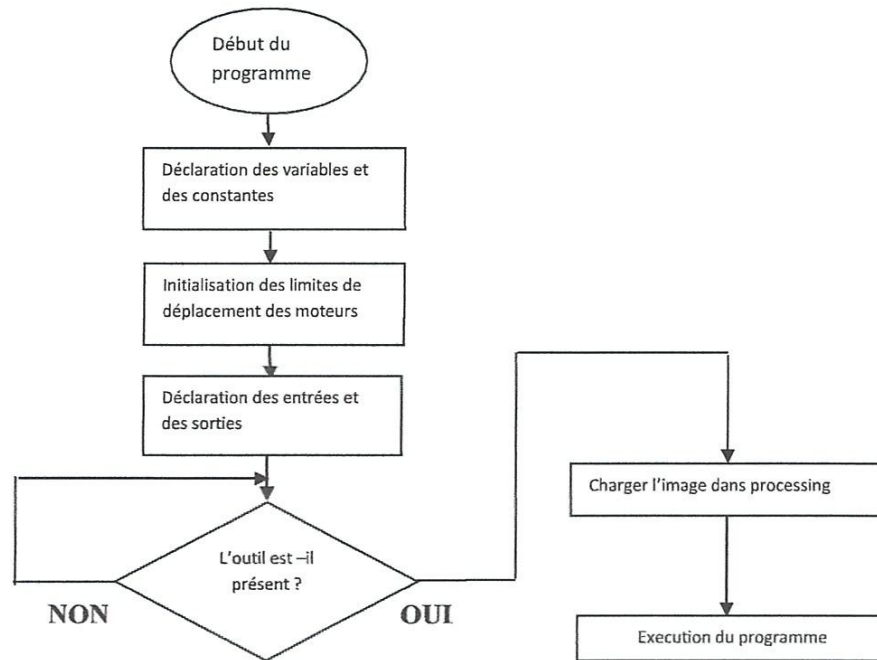 Début du
programme
Déclaration des variables et
des constantes
Initialisation des limites de
déplacement des moteurs
Déclaration des entrées et
des sorties
L'outil est –il
présent ?
NON
OUI
Charger l'image dans processing
Execution du programme